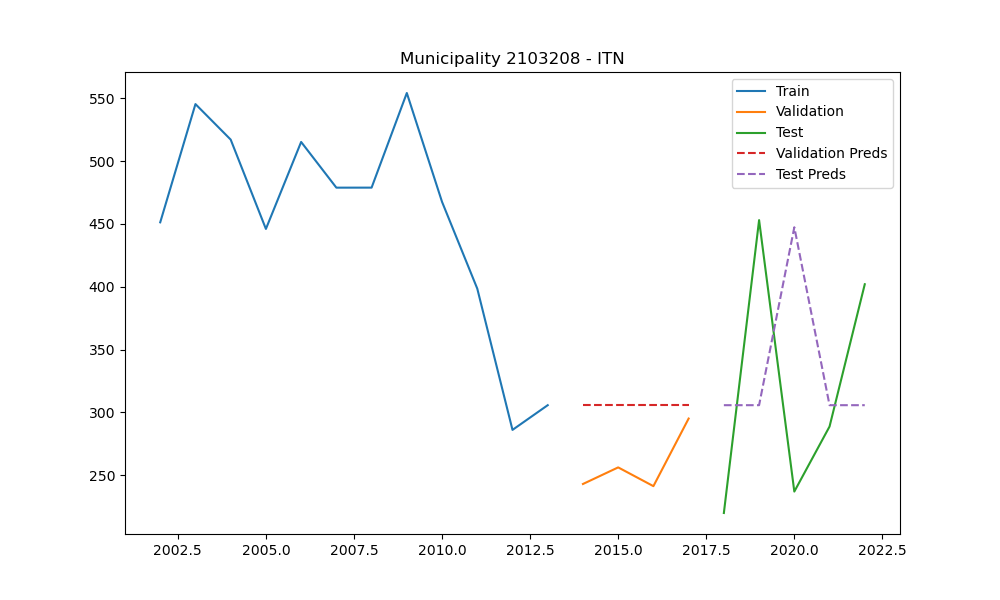 Municipality 2103208 - ITN
Train
Validation
Test
Validation Preds
Test Preds
550
500
450
400
350
300
250
2002.5 2005.0 2007.5 2010.0 2012.5 2015.0 2017.5 2020.0 2022.5